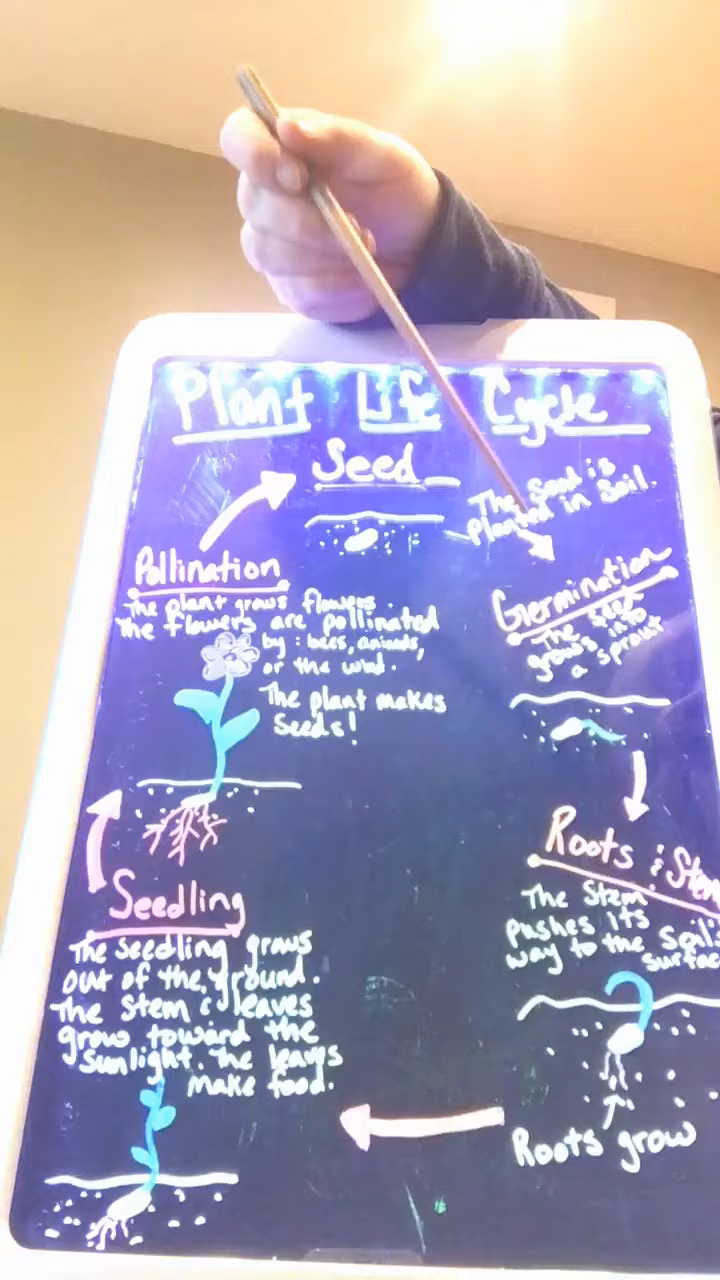 Plant Life Cycle
Seed
The seed is
planted in soil.
Germination
The seed
grows into
a sprout
Roots & Stem
The Stem
pushes its
way to the Soil's
surface
Roots grow
Seedling
The seedling grows
out of the ground.
The stem & leaves
grow toward the
sunlight. The leaves
make food.
Pollination
The plant grows flowers.
The flowers are pollinated
by: bees, animals,
or the wind.
The plant makes
Seeds!